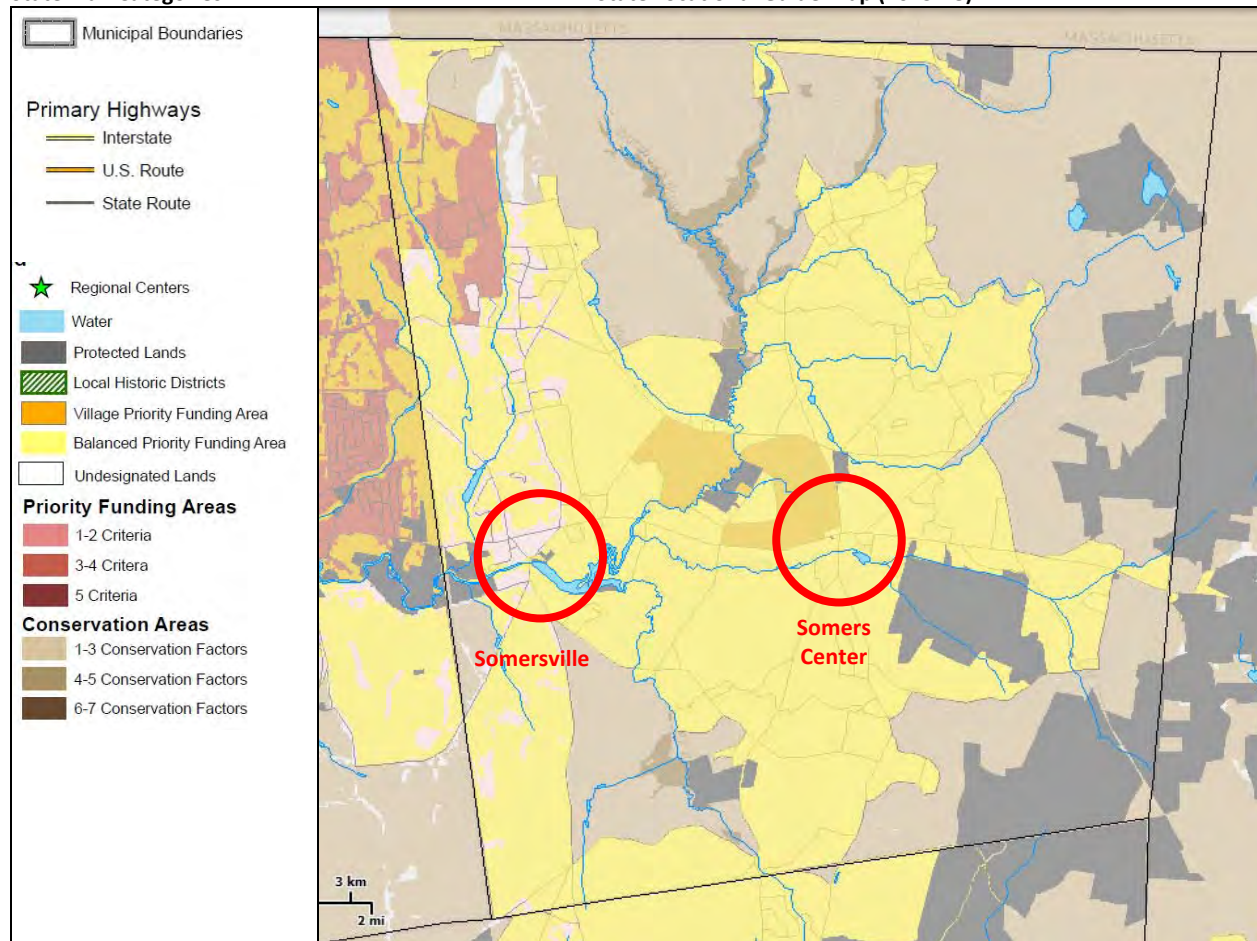 Municipal Boundaries
Primary Highways
Interstate
U.S. Route
State Route
Regional Centers
Water
Protected Lands
Local Historic Districts
Village Priority Funding Area
Balanced Priority Funding Area
Undesignated Lands
Priority Funding Areas
1-2 Criteria
3-4 Critera
5 Criteria
Conservation Areas
1-3 Conservation Factors
4-5 Conservation Factors
6-7 Conservation Factors
MASSACHUSETTS
MASSACHUSETTS
Somersville
Somers
Center
3 km
2 mi